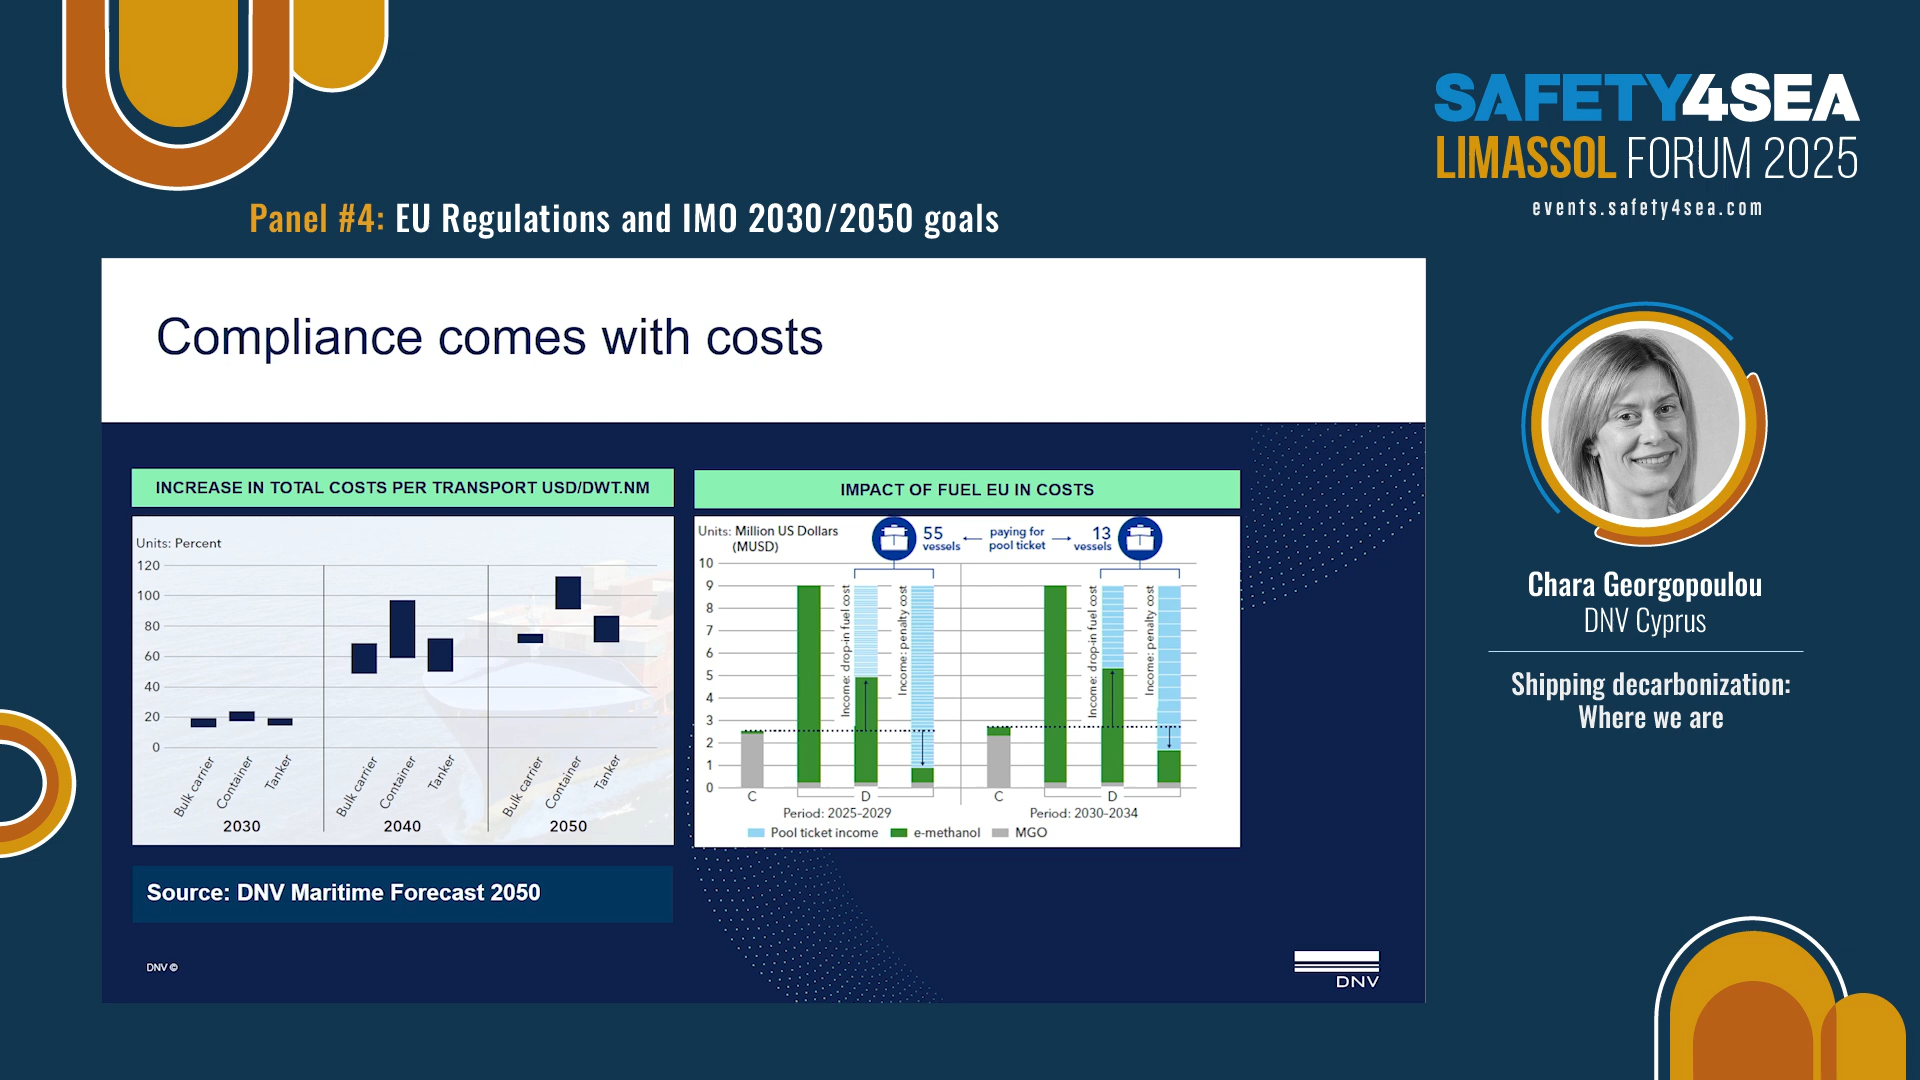 SAFETY4SEA
LIMASSOL FORUM 2025
events.safety4sea.com
Panel #4: EU Regulations and IMO 2030/2050 goals
Compliance comes with costs
INCREASE IN TOTAL COSTS PER TRANSPORT USD/DWT.NM
Units: Percent
120
100
80
60
40
20
0
Bulk carrier
Container
Tanker
Bulk carrier
Container
Tanker
Bulk carrier
Container
Tanker
2030
2040
2050
Source: DNV Maritime Forecast 2050
IMPACT OF FUEL EU IN COSTS
Units: Million US Dollars
(MUSD)
55
vessels
paying for
pool ticket
13
vessels
10
9
8
7
6
5
4
3
2
1
0
Income: drop-in fuel cost
Income: penalty cost
Income: drop-in fuel cost
Income: penalty cost
C
D
C
D
Period: 2025-2029
Period: 2030-2034
Pool ticket income
e-methanol
MGO
DNV ©
DNV
Chara Georgopoulou
DNV Cyprus
Shipping decarbonization:
Where we are